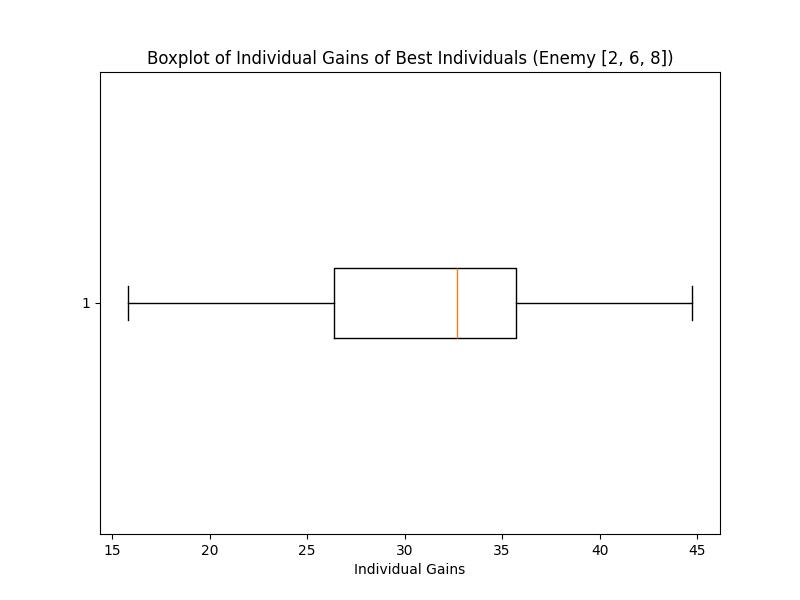 Boxplot of Individual Gains of Best Individuals (Enemy [2, 6, 8])
1
15 20 25 30 35 40 45
Individual Gains